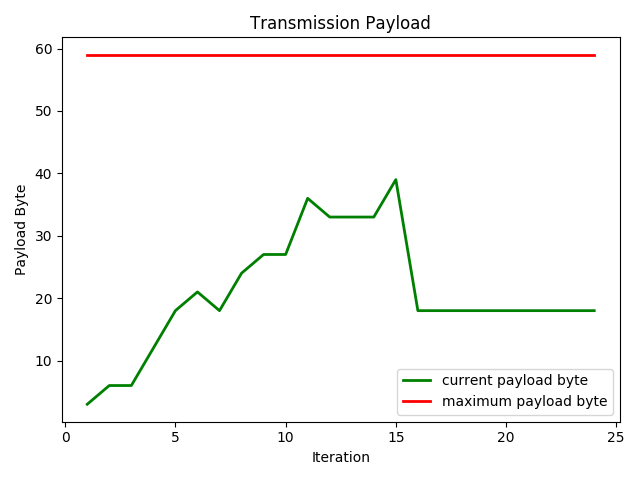 Transmission Payload
60
50
40
30
20
10
Payload Byte
0
5
10
15
20
25
Iteration
current payload byte
maximum payload byte